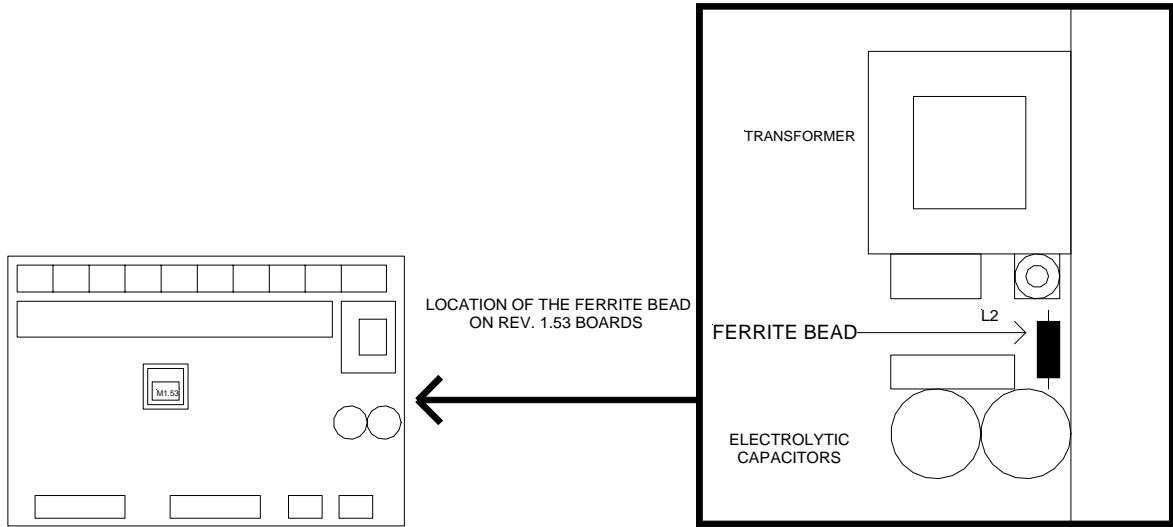 TRANSFORMER
LOCATION OF THE FERRITE BEAD
ON REV. 1.53 BOARDS
L2
FERRITE BEAD
M1.53
ELECTROLYTIC
CAPACITORS